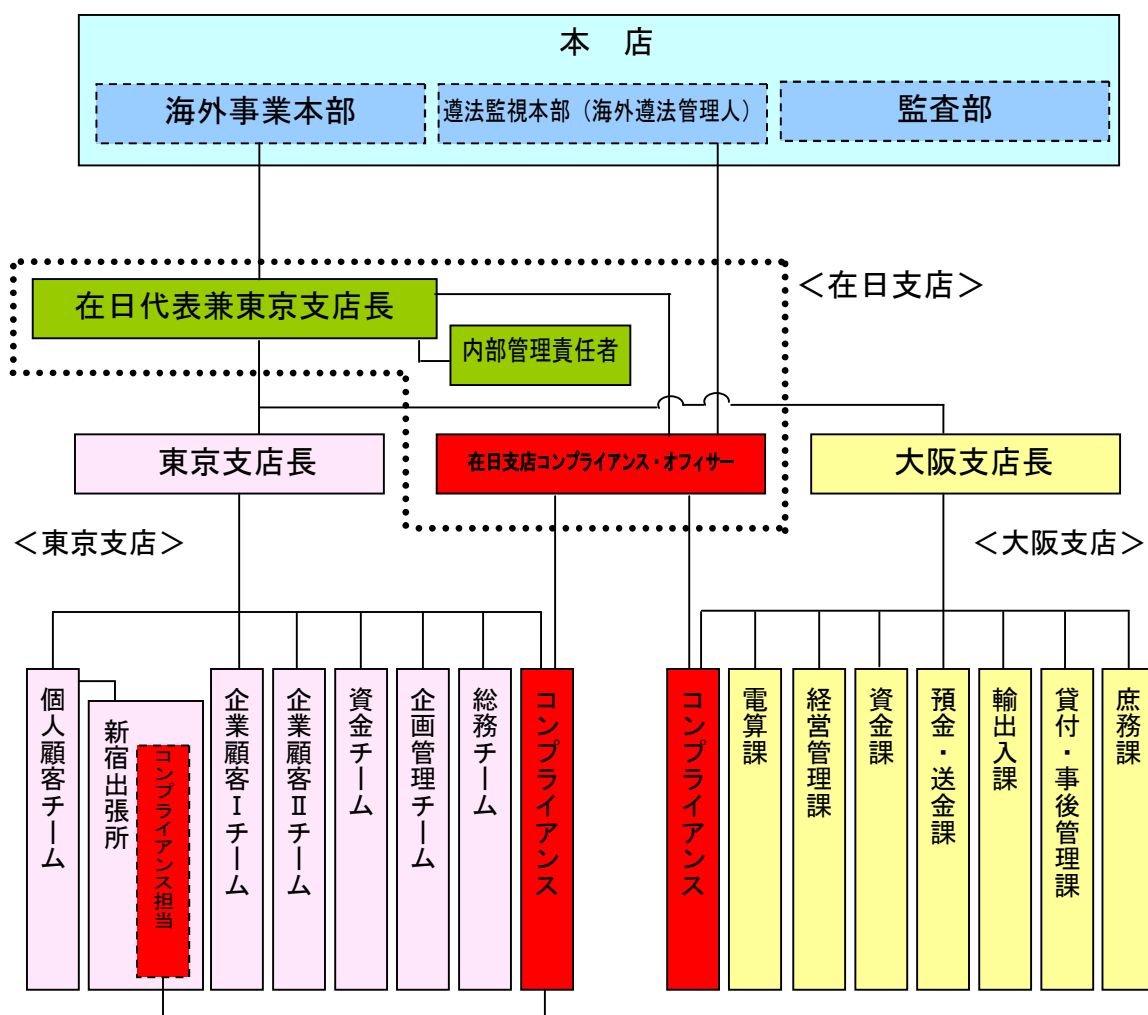 本　店
海外事業本部
遵法監視本部（海外遵法管理人）
監査部
＜在日支店＞
在日代表兼東京支店長
内部管理責任者
東京支店長
在日支店コンプライアンス・オフィサー
大阪支店長
＜東京支店＞
＜大阪支店＞
個人顧客チーム
新宿出張所
コンプライアンス担当
企業顧客Ⅰチーム
企業顧客Ⅱチーム
資金チーム
企画管理チーム
総務チーム
コンプライアンス
コンプライアンス
電算課
経営管理課
資金課
預金・送金課
輸出入課
貸付・事後管理課
庶務課